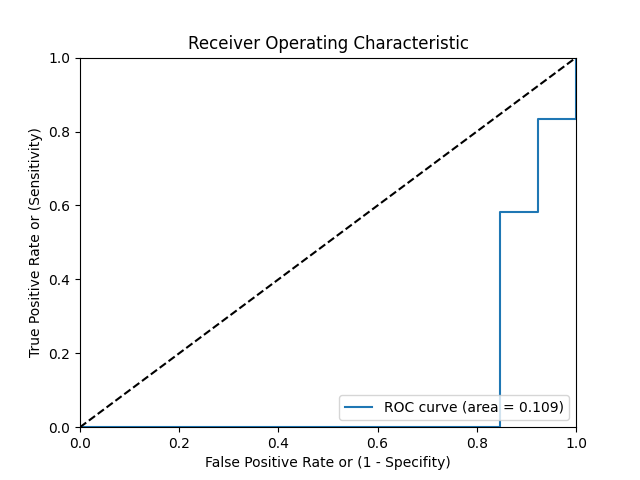 Receiver Operating Characteristic
1.0
0.8
0.6
0.4
0.2
0.0
True Positive Rate or (Sensitivity)
ROC curve (area = 0.109)
0.0 0.2 0.4 0.6 0.8 1.0
False Positive Rate or (1 - Specifity)